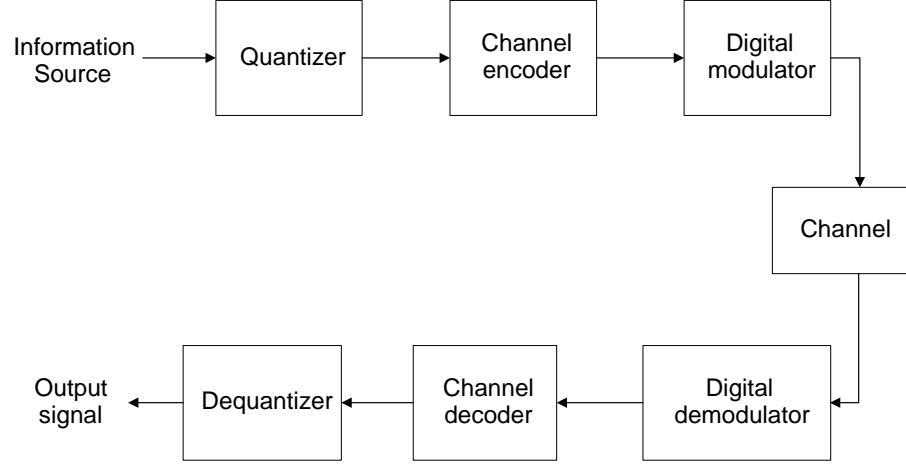 Information
Source
Quantizer
Channel
encoder
Digital
modulator
Channel
Digital
demodulator
Channel
decoder
Dequantizer
Output
signal